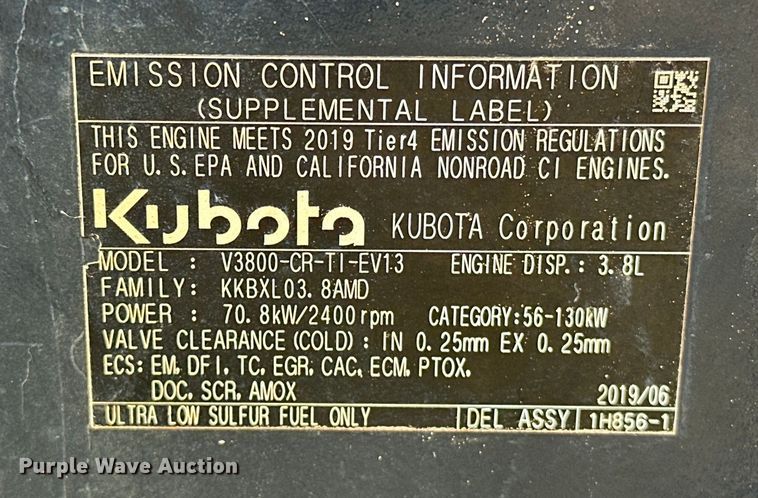 EMISSION CONTROL INFORMATION
(SUPPLEMENTAL LABEL)
THIS ENGINE MEETS 2019 Tier4 EMISSION REGULATIONS
FOR U.S.EPA AND CALIFORNIA NONROAD CI ENGINES.
Kubota KUBOTA Corporation
MODEL : V3800-CR-TI-EV13 ENGINE DISP.: 3.8L
FAMILY: KKBXL03.8AMD
POWER : 70.8kW/2400rpm CATEGORY:56-130kW
VALVE CLEARANCE(COLD): IN 0.25mm EX 0.25mm
ECS: EM, DFI, TC, EGR, CAC, ECM, PTOX,
DOC, SCR, AMOX 2019/06
ULTRA LOW SULFUR FUEL ONLY IDEL ASSY 1H856-1
Purple Wave Auction